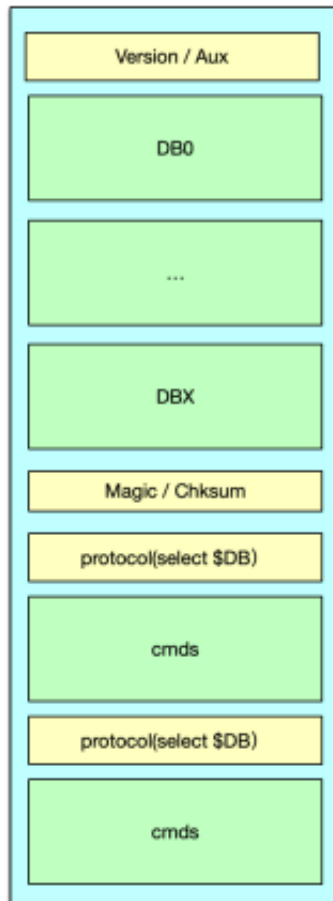 Version / Aux
DB0
...
DBX
Magic / Chksum
protocol(select $DB)
cmds
protocol(select $DB)
cmds